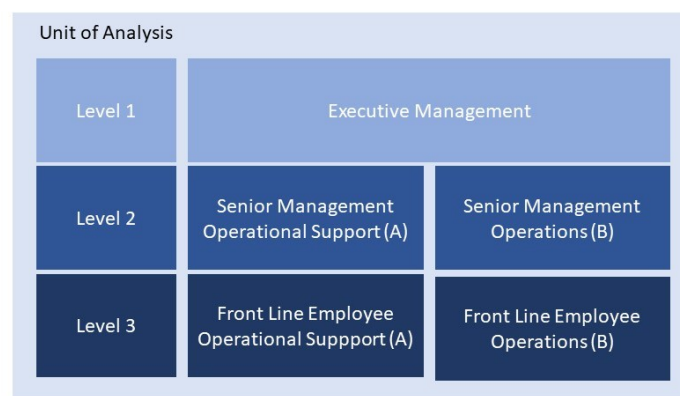 Unit of Analysis
Level 1
Executive Management
Level 2
Senior Management
Operational Support (A)
Senior Management
Operations (B)
Level 3
Front Line Employee
Operational Suppport (A)
Front Line Employee
Operations (B)